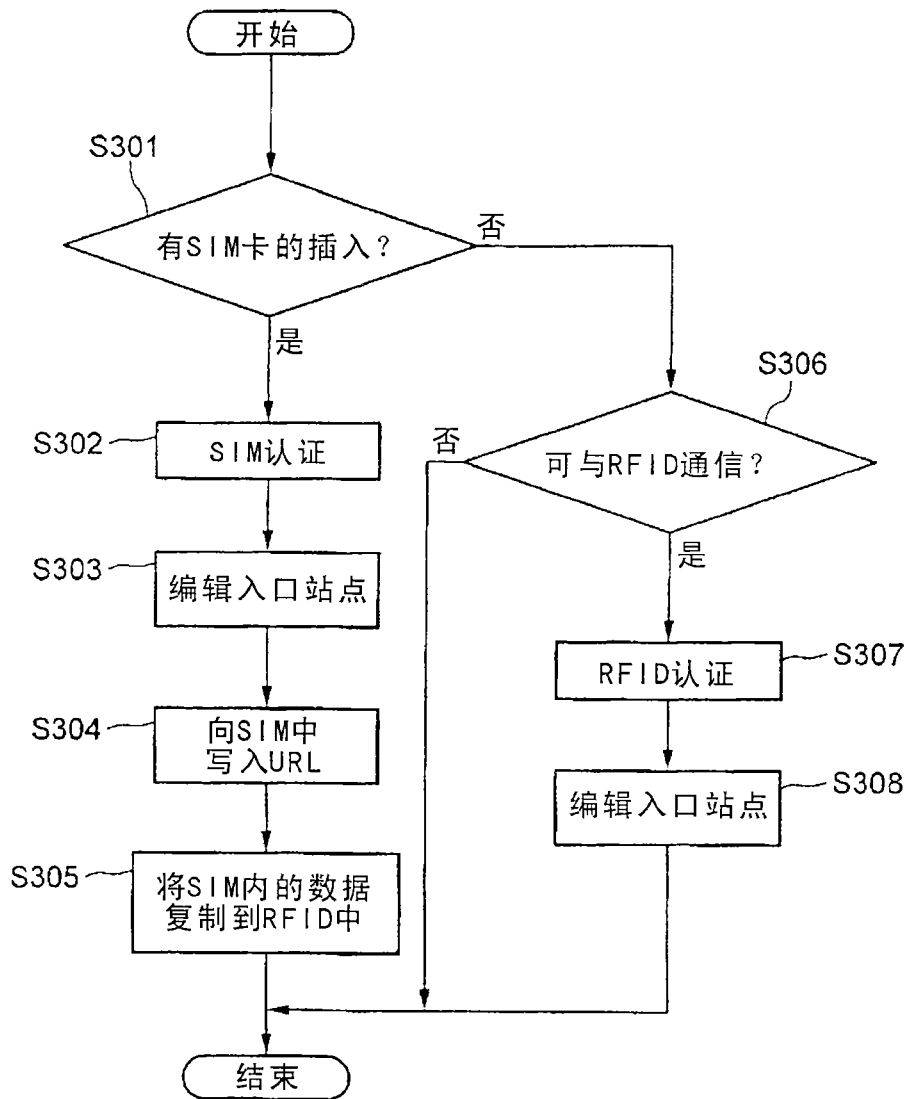 开始
S301
有SIM卡的插入?
否
是
S306
S302
SIM认证
否
可与RFID通信?
S303
编辑入口站点
是
S307
RFID认证
S304
向SIM中
写入URL
S308
编辑入口站点
S305
将SIM内的数据
复制到RFID中
结束